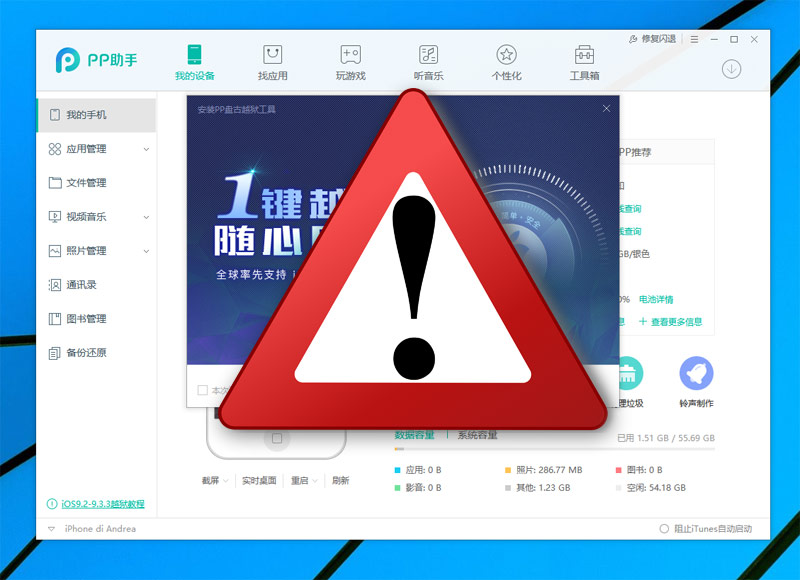 PP助手
我的设备
找应用
玩游戏
听音乐
个性化
工具箱
修复闪退
我的手机
应用管理
文件管理
视频音乐
照片管理
通讯录
图书管理
备份还原
安装PP盘古越狱工具
1键越
随心
全球率先支持
简单·安全
PP推荐
查询
查询
GB/银色
0% 电池详情
查看更多信息
垃圾
铃声制作
本次
数据容量 系统容量
已用 1.51 GB / 55.69 GB
应用: 0 B
照片: 286.77 MB
图书: 0 B
影音: 0 B
其他: 1.23 GB
空闲: 54.18 GB
截屏
实时桌面
重启
刷新
iOS9.2-9.3.3越狱教程
iPhone di Andrea
阻止iTunes自动启动